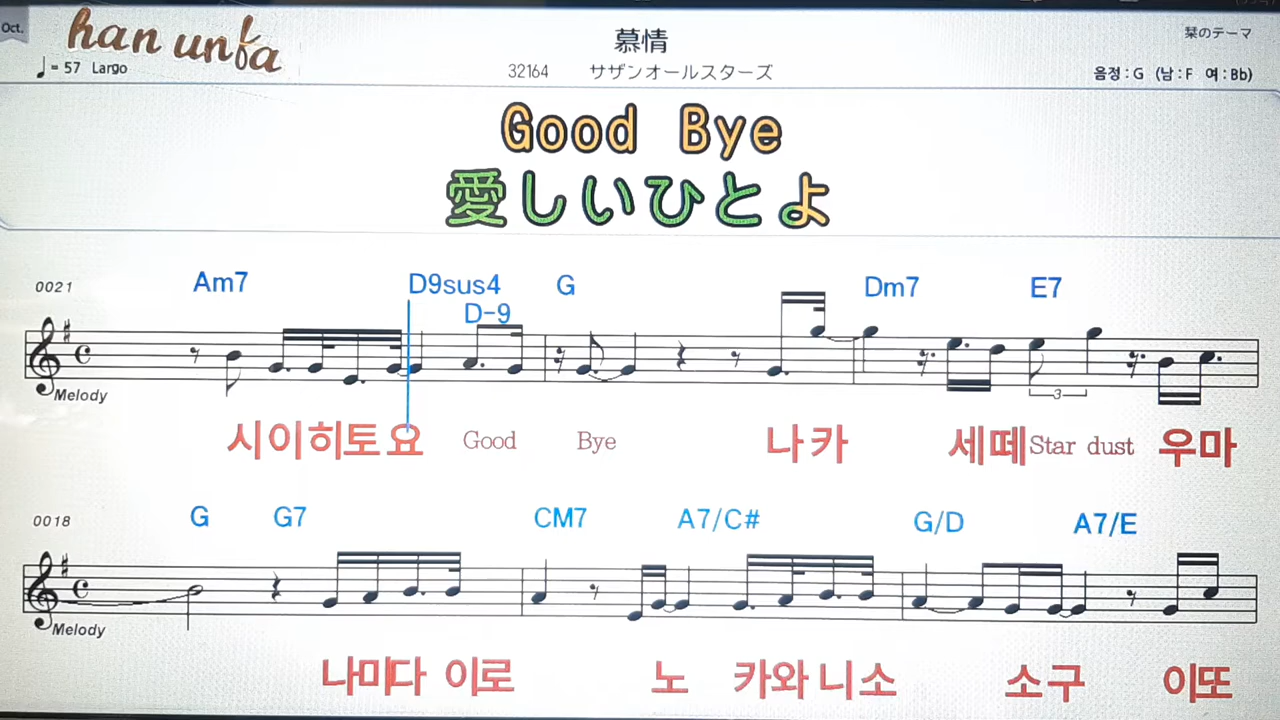 Oct.
han unfa
慕情
栞のテーマ
♩= 57 Largo
32164 サザンオールスターズ
음정 : G (남 : F 여 : Bb)
Good Bye
愛しいひとよ
0021
Am7 D9sus4 G Dm7 E7
D-9
3
Melody
시이히토요 Good Bye 나카 세떼 Star dust 우마
0018
G G7 CM7 A7/C# G/D A7/E
Melody
나미다 이로 노 카와 니소 소구 이또